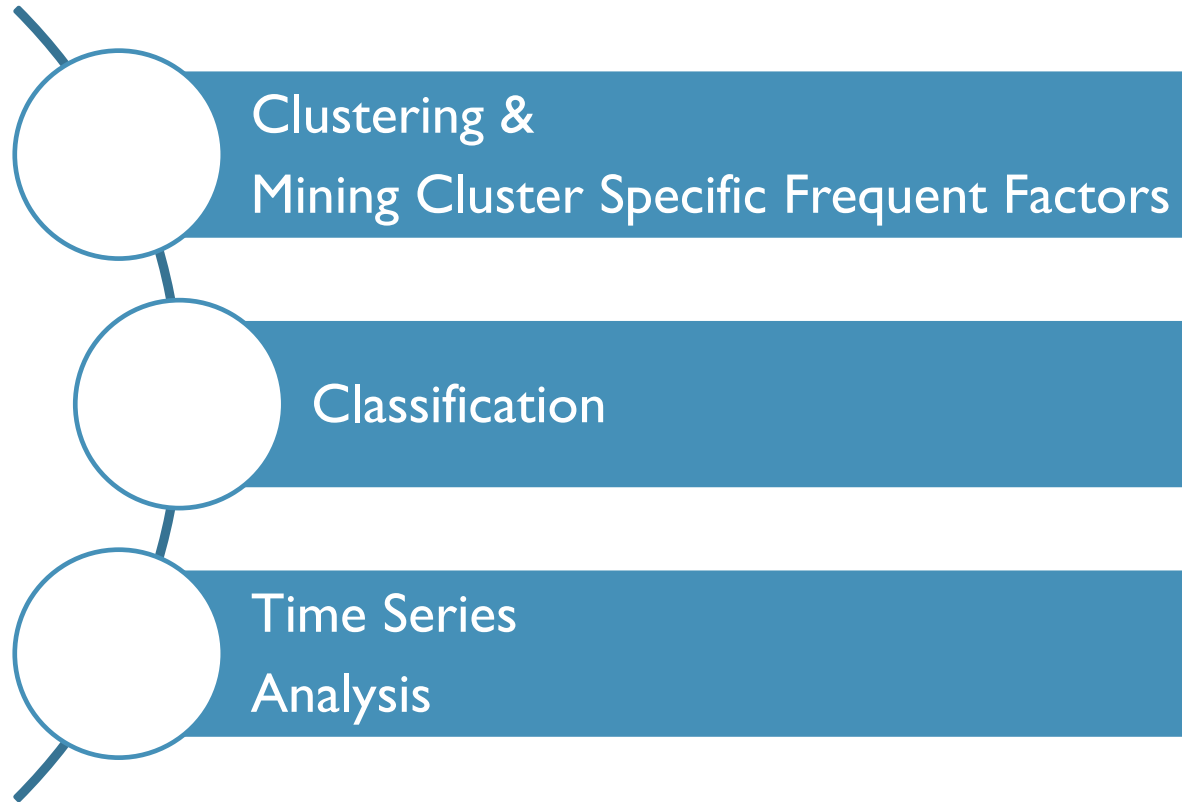 Clustering &
Mining Cluster Specific Frequent Factors
Classification
Time Series
Analysis